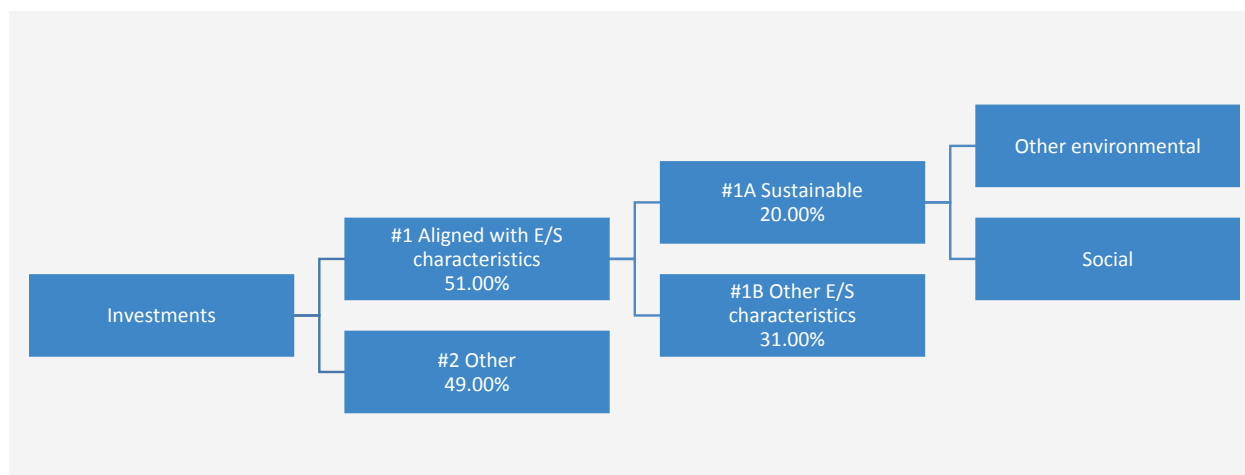 Investments
#1 Aligned with E/S
characteristics
51.00%
#2 Other
49.00%
#1A Sustainable
20.00%
#1B Other E/S
characteristics
31.00%
Other environmental
Social